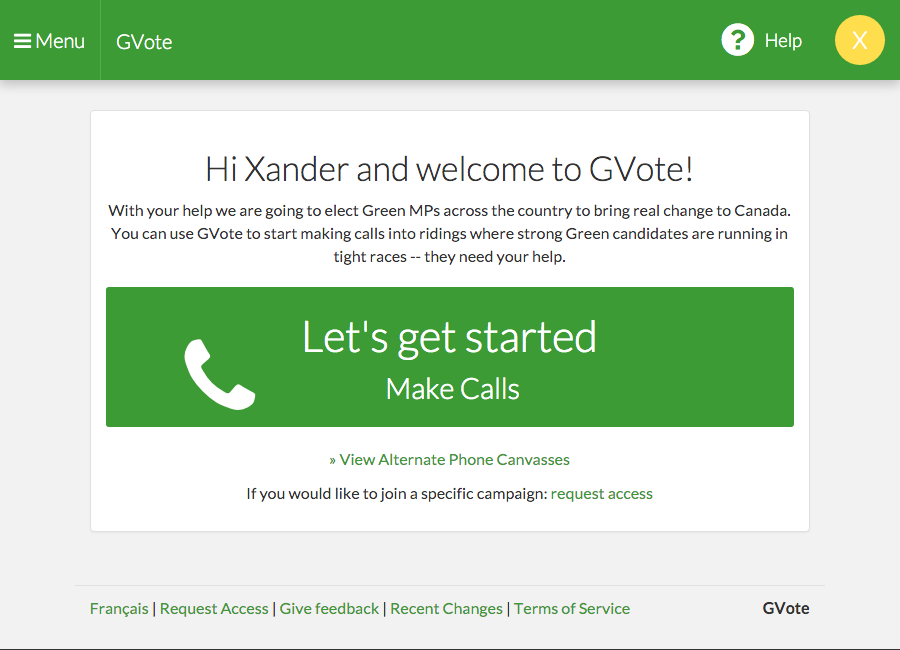 Menu GVote Help X
Hi Xander and welcome to GVote!
With your help we are going to elect Green MPs across the country to bring real change to Canada.
You can use GVote to start making calls into ridings where strong Green candidates are running in
tight races -- they need your help.
Let's get started
Make Calls
» View Alternate Phone Canvasses
If you would like to join a specific campaign: request access
Français | Request Access | Give feedback | Recent Changes | Terms of Service GVote